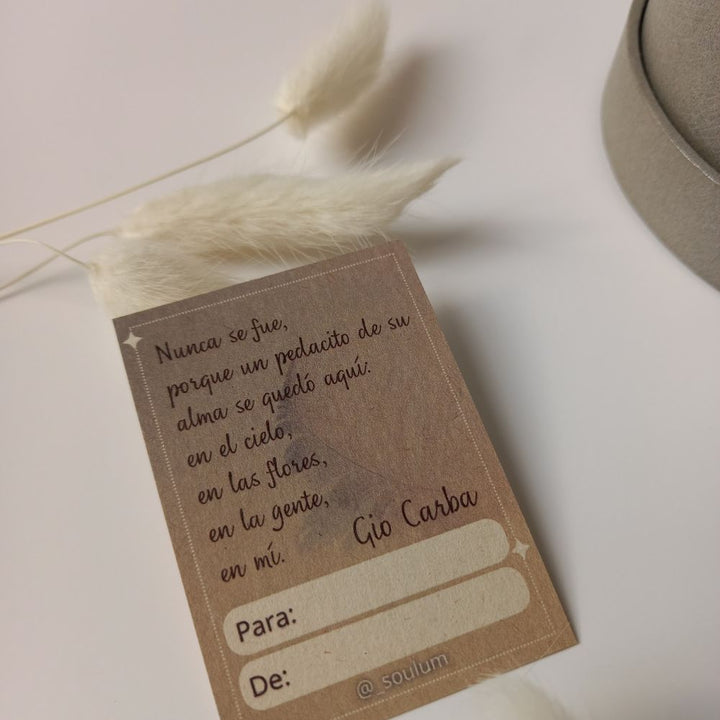 Nunca se fue,
porque un pedacito de su
alma se quedó aquí:
en el cielo,
en las flores,
en la gente,
en mí.
Gio Carba
Para:
De:
@_soulum